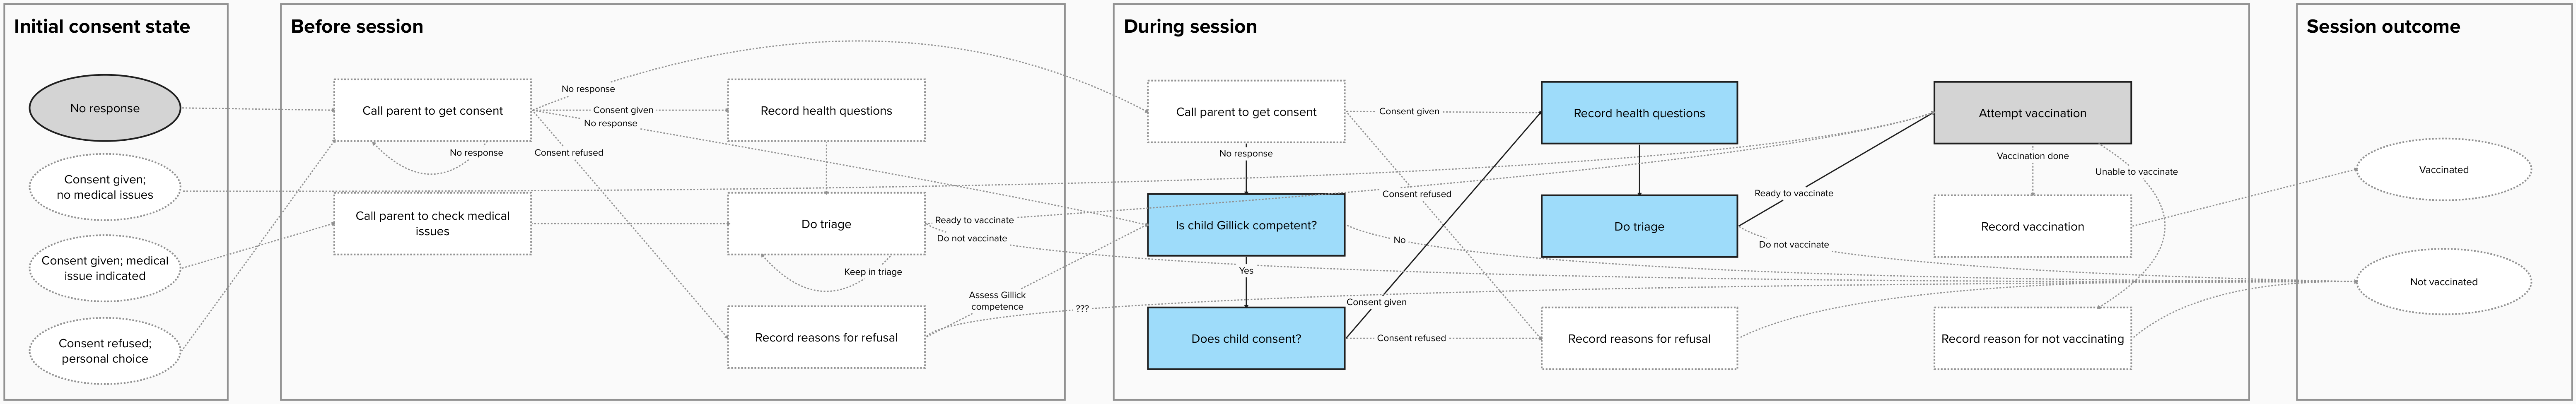 Initial consent state
No response
Consent given;
no medical issues
Consent given; medical
issue indicated
Consent refused;
personal choice
Before session
Call parent to get consent
No response
No response
Consent given
No response
Consent refused
Record health questions
Call parent to check medical
issues
Do triage
Keep in triage
Ready to vaccinate
Do not vaccinate
Record reasons for refusal
Assess Gillick
competence
???
During session
Call parent to get consent
No response
Consent given
Consent refused
Is child Gillick competent?
No
Yes
Does child consent?
Consent given
Consent refused
Record health questions
Do triage
Ready to vaccinate
Do not vaccinate
Record reasons for refusal
Attempt vaccination
Vaccination done
Unable to vaccinate
Record vaccination
Record reason for not vaccinating
Session outcome
Vaccinated
Not vaccinated